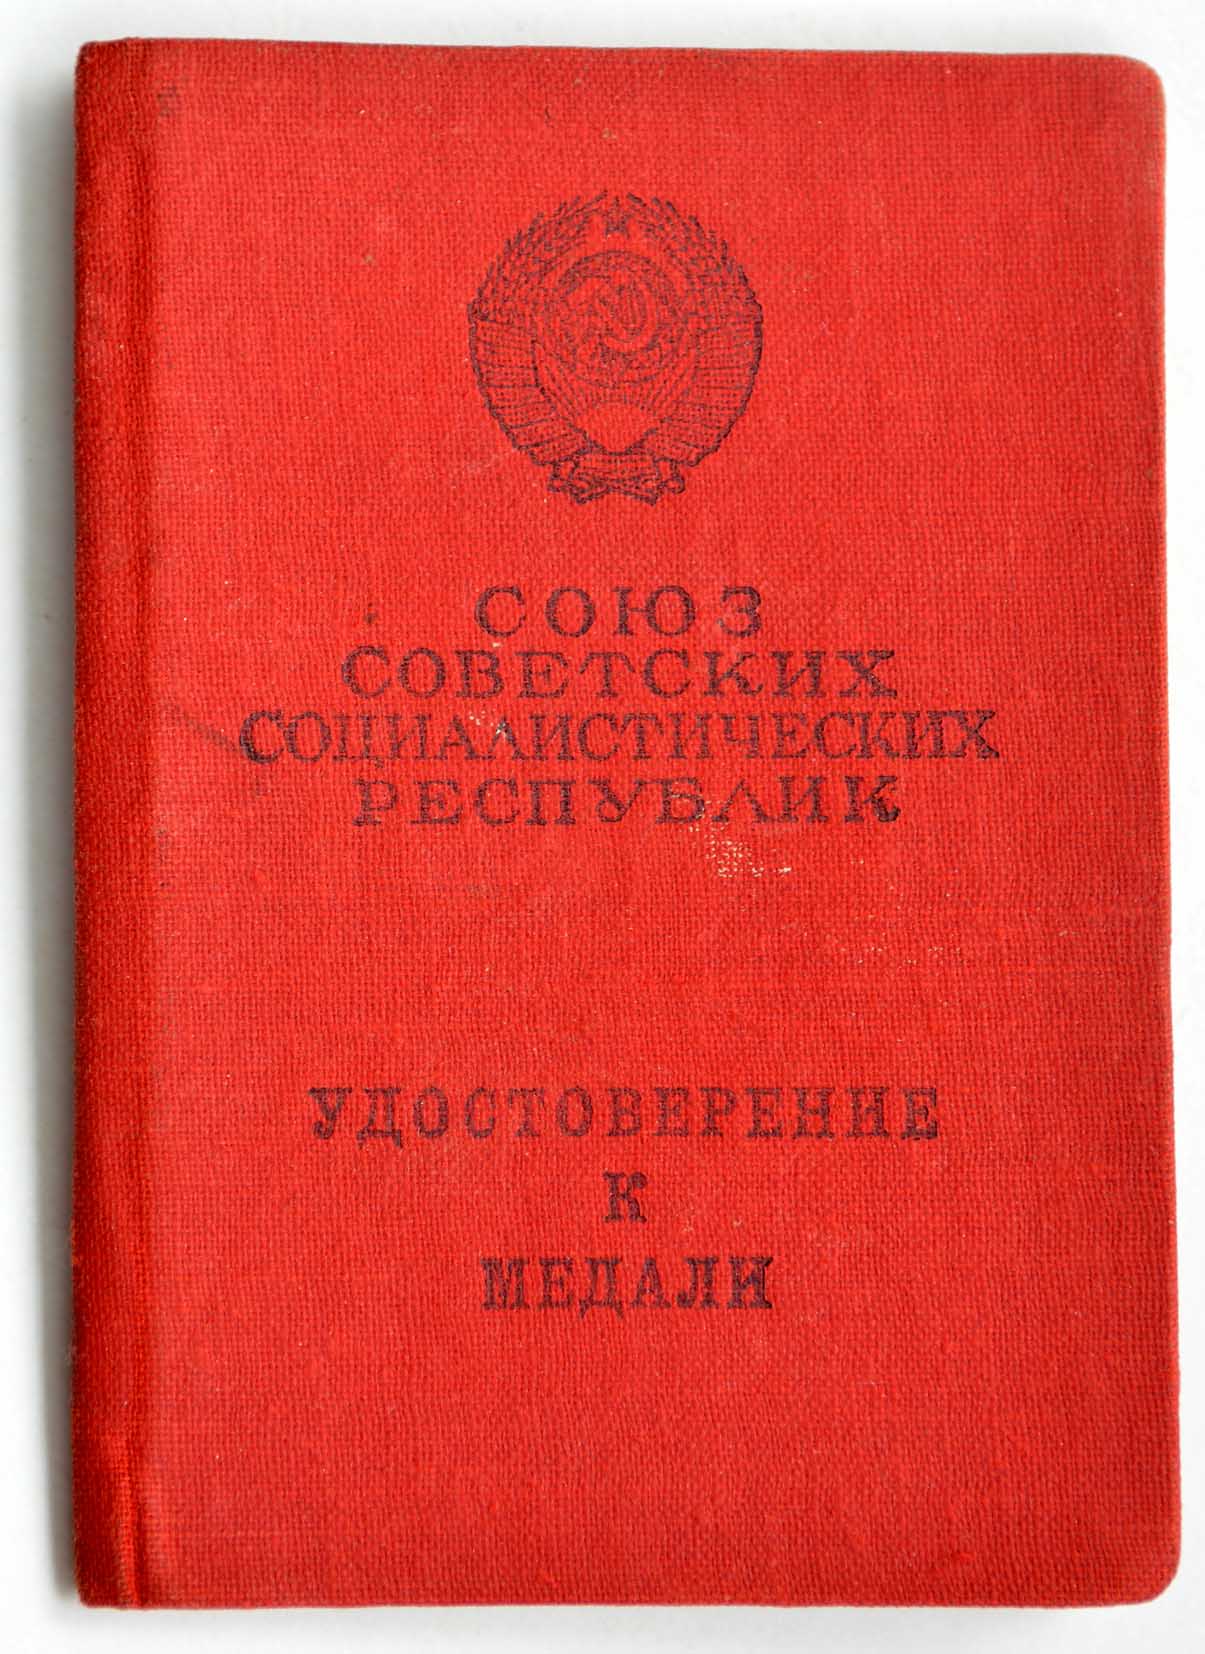 СОЮЗ
СОВЕТСКИХ
СОЦИАЛИСТИЧЕСКИХ
РЕСПУБЛИК
УДОСТОВЕРЕНИЕ
К
МЕДАЛИ